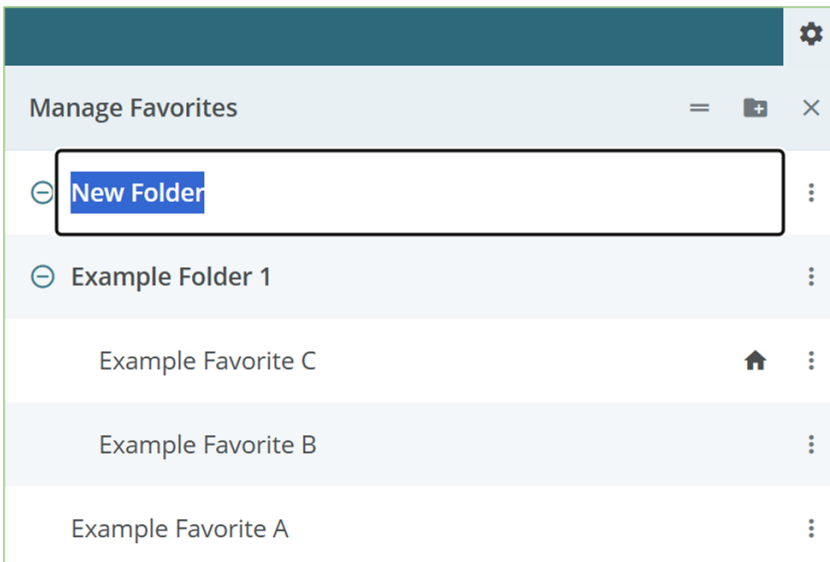 Manage Favorites
New Folder
Example Folder 1
Example Favorite C
Example Favorite B
Example Favorite A